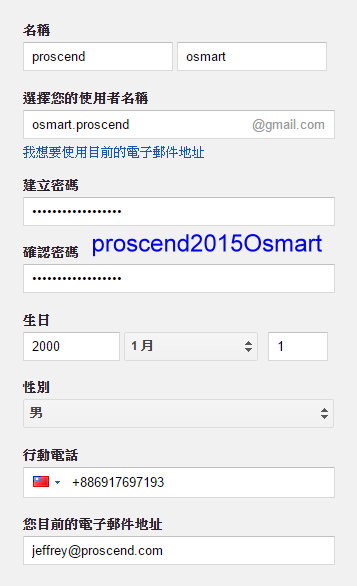 名稱
proscend osmart
選擇您的使用者名稱
osmart.proscend @gmail.com
我想要使用目前的電子郵件地址
建立密碼
••••••••••••••••••
確認密碼 proscend2015Osmart
••••••••••••••••••
生日
2000 1 月 1
性別
男
行動電話
+886917697193
您目前的電子郵件地址
jeffrey@proscend.com